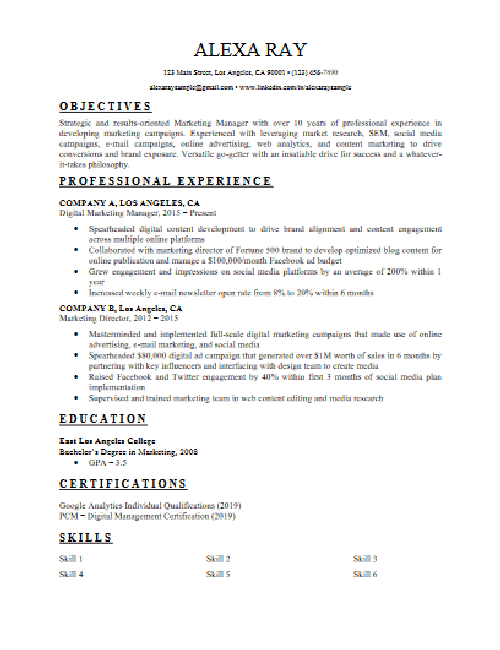 ALEXA RAY
123 Main Street, Los Angeles, CA 90001 • (123) 456-7890
alexaraysample@gmail.com • www.linkedin.com/in/alexaraysample
OBJECTIVES
Strategic and results-oriented Marketing Manager with over 10 years of professional experience in
developing marketing campaigns. Experienced with leveraging market research, SEM, social media
campaigns, e-mail campaigns, online advertising, web analytics, and content marketing to drive
conversions and brand exposure. Versatile go-getter with an insatiable drive for success and a whatever-
it-takes philosophy.
PROFESSIONAL EXPERIENCE
COMPANY A, LOS ANGELES, CA
Digital Marketing Manager, 2015 – Present
• Spearheaded digital content development to drive brand alignment and content engagement
across multiple online platforms
• Collaborated with marketing director of Fortune 500 brand to develop optimized blog content for
online publication and manage a $100,000/month Facebook ad budget
• Grew engagement and impressions on social media platforms by an average of 200% within 1
year
• Increased weekly e-mail newsletter open rate from 8% to 20% within 6 months
COMPANY B, Los Angeles, CA
Marketing Director, 2012 – 2015
• Masterminded and implemented full-scale digital marketing campaigns that made use of online
advertising, e-mail marketing, and social media
• Spearheaded $80,000 digital ad campaign that generated over $1M worth of sales in 6 months by
partnering with key influencers and interfacing with design team to create media
• Raised Facebook and Twitter engagement by 40% within first 3 months of social media plan
implementation
• Supervised and trained marketing team in web content editing and media research
EDUCATION
East Los Angeles College
Bachelor's Degree in Marketing, 2008
• GPA – 3.5
CERTIFICATIONS
Google Analytics Individual Qualifications (2019)
PCM – Digital Management Certification (2019)
SKILLS
Skill 1 Skill 2 Skill 3
Skill 4 Skill 5 Skill 6